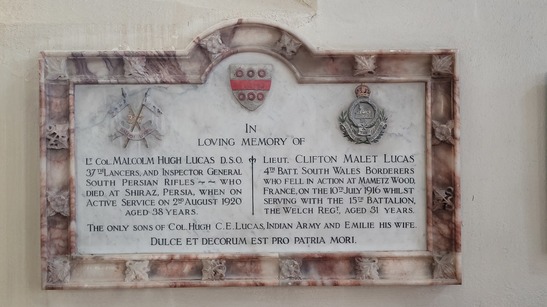 IN
LOVING MEMORY OF
LT COL. MALCOLM HUGH LUCAS D.S.O.
37TH LANCERS, AND INSPECTOR GENERAL
SOUTH PERSIAN RIFLES ~~ WHO
DIED AT SHIRAZ, PERSIA, WHEN ON
ACTIVE SERVICE ON 2ND AUGUST 1920
AGED 38 YEARS.
LIEUT. CLIFTON MALET LUCAS
4TH BATT. SOUTH WALES BORDERERS
WHO FELL IN ACTION AT MAMETZ WOOD,
FRANCE, ON THE 10TH JULY 1916 WHILST
SERVING WITH THE 15TH BATTALION,
THE WELCH REGT. AGED 31 YEARS.
THE ONLY SONS OF COL. HUGH C.E. LUCAS, INDIAN ARMY AND EMILIE HIS WIFE.
DULCE ET DECORUM EST PRO PATRIA MORI.